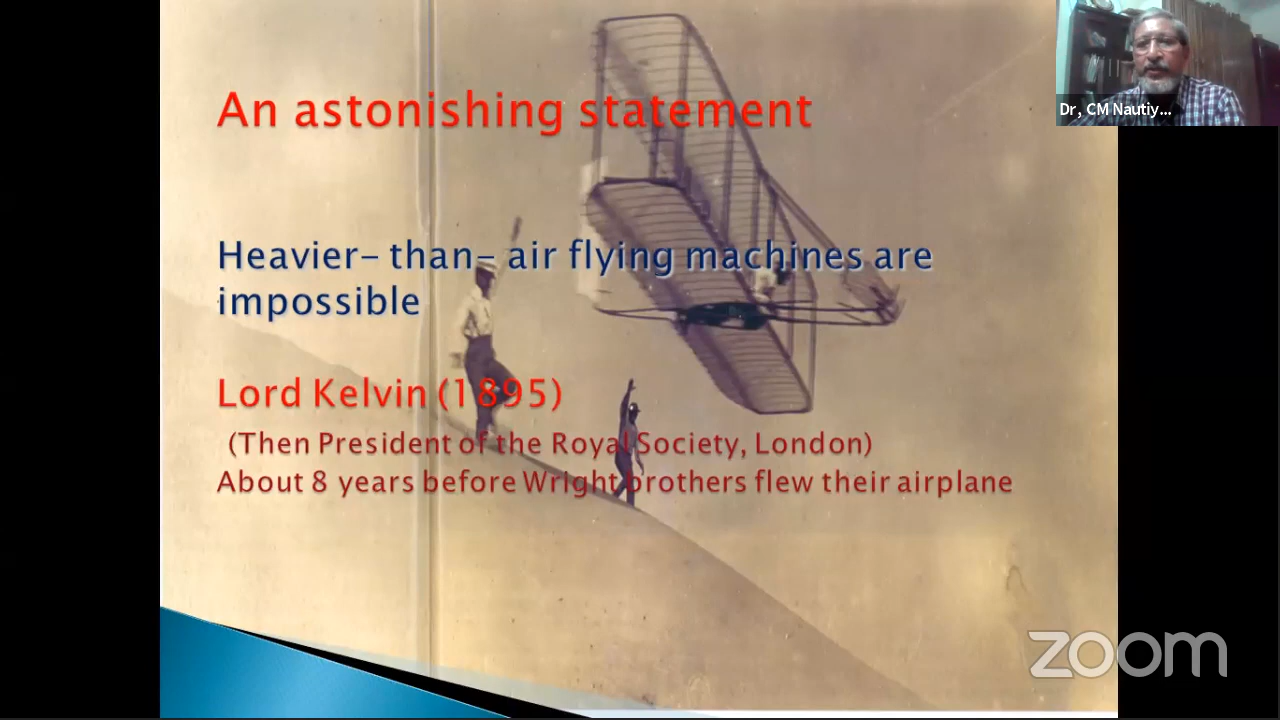 An astonishing statement
Heavier- than- air flying machines are
impossible
Lord Kelvin (1895)
(Then President of the Royal Society, London)
About 8 years before Wright brothers flew their airplane
Dr, CM Nautiy...
zoom